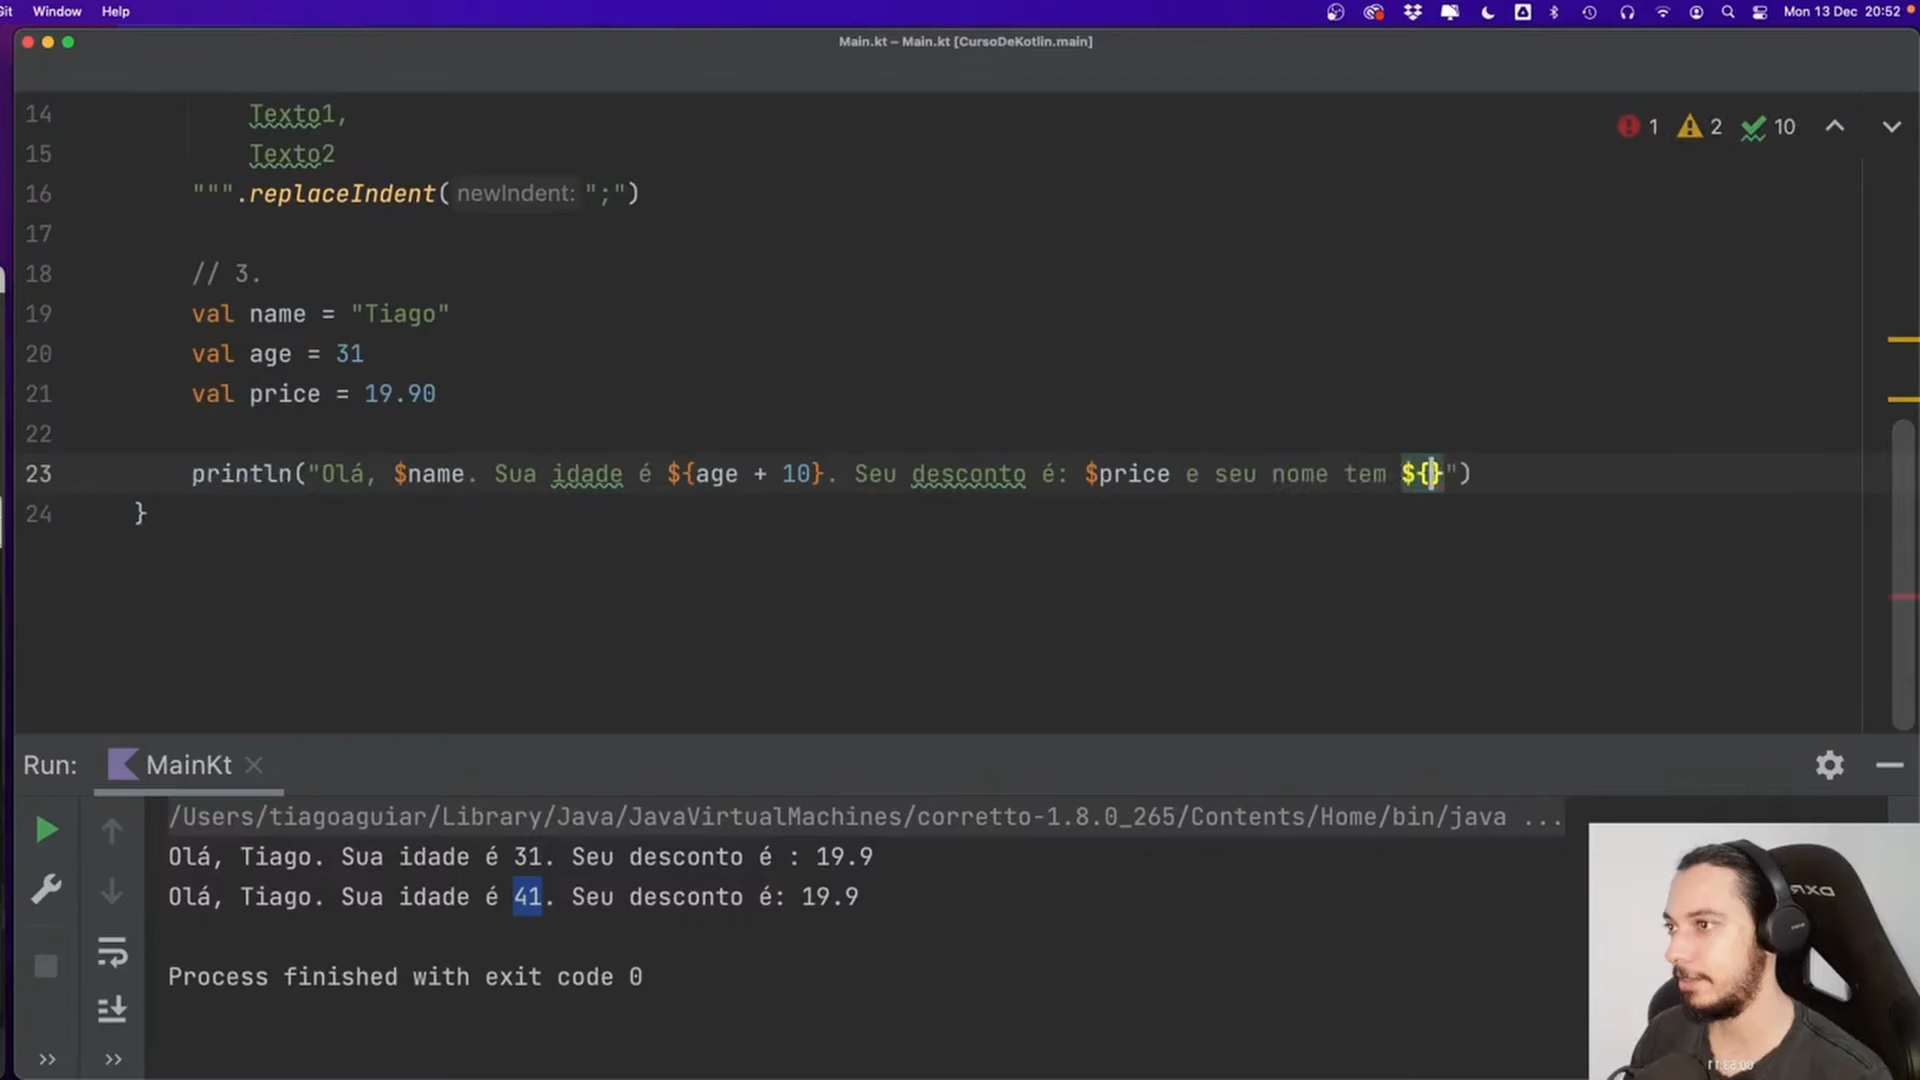 Git Window Help Mon 13 Dec 20:52
Main.kt – Main.kt [CursoDeKotlin.main]
14 Texto1,
1 2 10
15 Texto2
16 """.replaceIndent( newIndent: ";")
17
18 // 3.
19 val name = "Tiago"
20 val age = 31
21 val price = 19.90
22
23 println("Olá, $name. Sua idade é ${age + 10}. Seu desconto é: $price e seu nome tem ${}")
24 }
Run: MainKt
/Users/tiagoaguiar/Library/Java/JavaVirtualMachines/corretto-1.8.0_265/Contents/Home/bin/java ...
Olá, Tiago. Sua idade é 31. Seu desconto é : 19.9
Olá, Tiago. Sua idade é 41. Seu desconto é: 19.9
Process finished with exit code 0
DXR